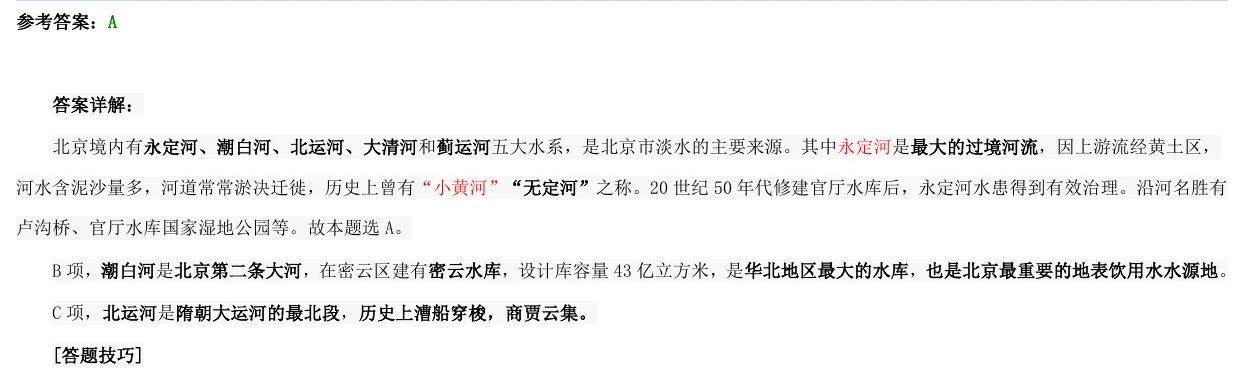 参考答案：A
答案详解：
北京境内有永定河、潮白河、北运河、大清河和蓟运河五大水系，是北京市淡水的主要来源。其中永定河是最大的过境河流，因上游流经黄土区，
河水含泥沙量多，河道常常淤决迁徙，历史上曾有“小黄河”“无定河”之称。20 世纪 50 年代修建官厅水库后，永定河水患得到有效治理。沿河名胜有
卢沟桥、官厅水库国家湿地公园等。故本题选 A。
B 项，潮白河是北京第二条大河，在密云区建有密云水库，设计库容量 43 亿立方米，是华北地区最大的水库，也是北京最重要的地表饮用水水源地。
C 项，北运河是隋朝大运河的最北段，历史上漕船穿梭，商贾云集。
[答题技巧]